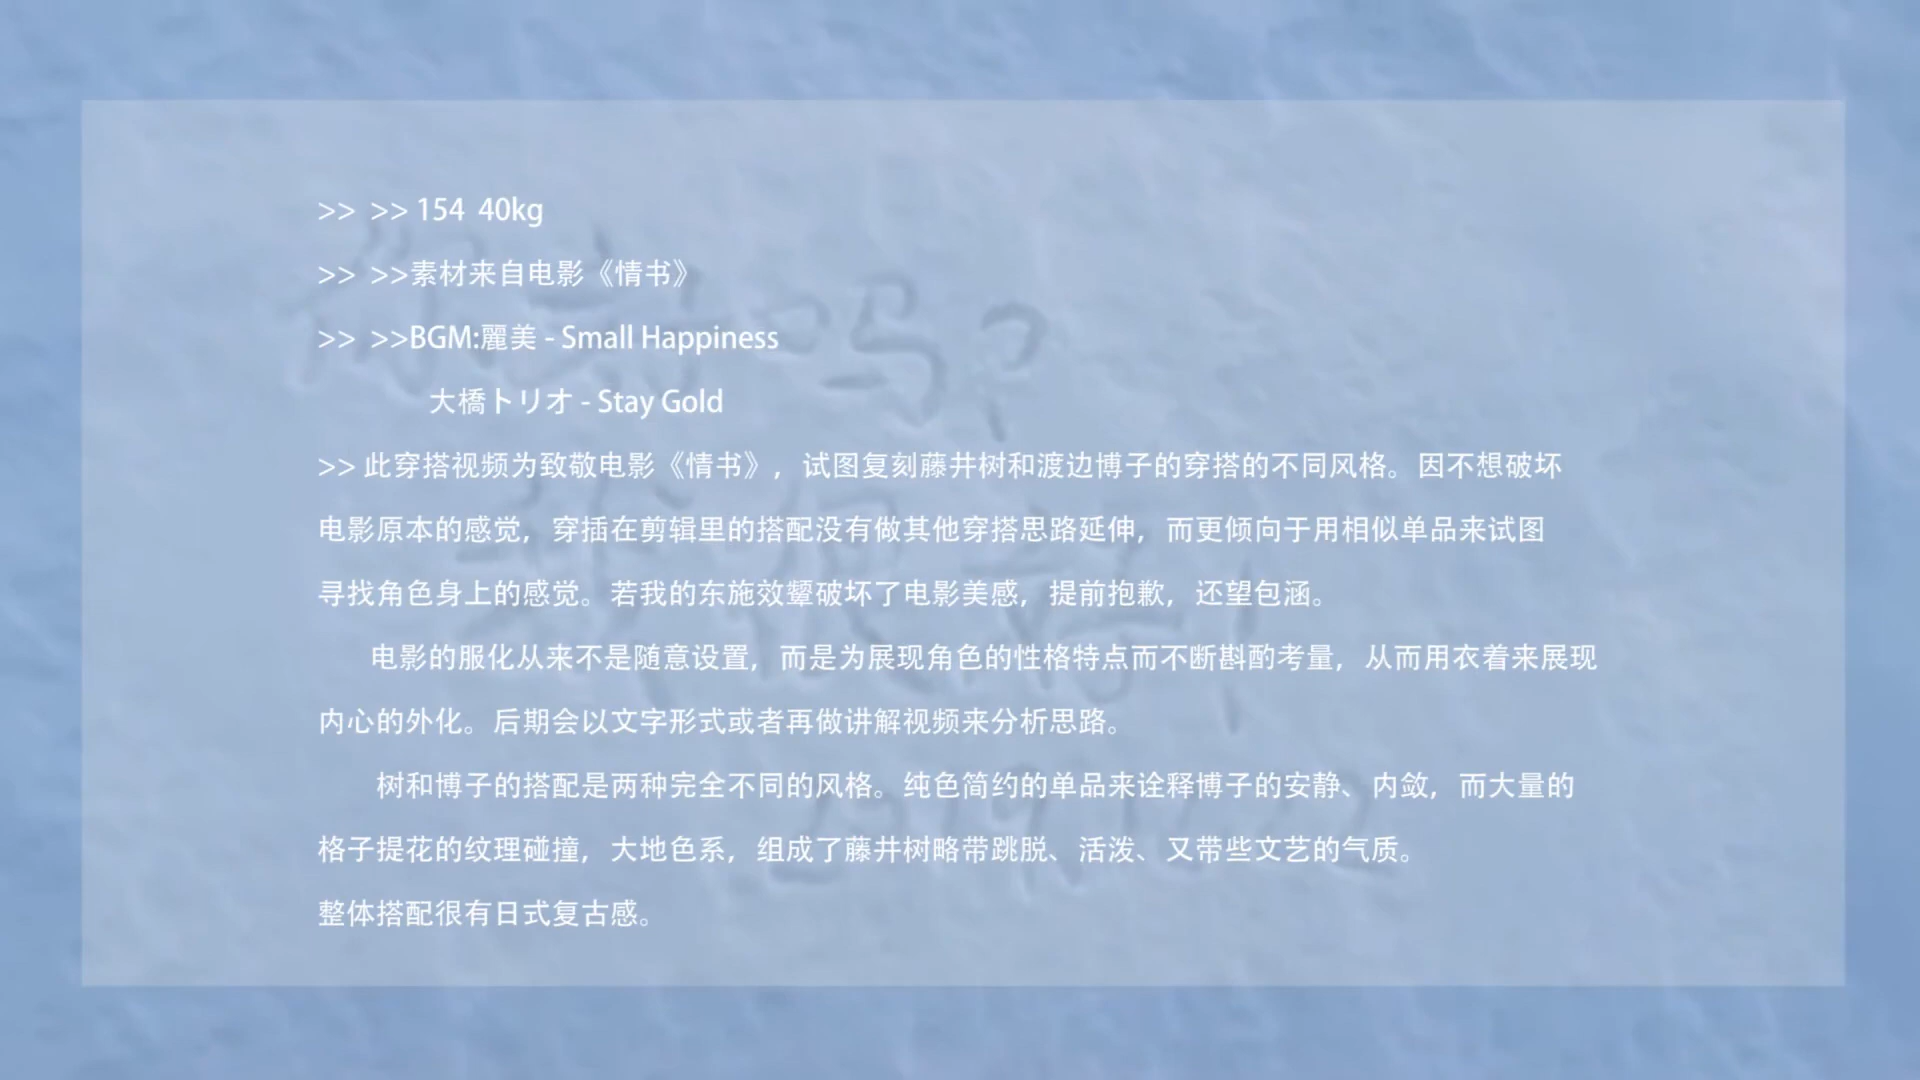 >> >> 154 40kg
>> >>素材来自电影《情书》
>> >>BGM:麗美 - Small Happiness
大橋トリオ - Stay Gold
>> 此穿搭视频为致敬电影《情书》，试图复刻藤井树和渡边博子的穿搭的不同风格。因不想破坏
电影原本的感觉，穿插在剪辑里的搭配没有做其他穿搭思路延伸，而更倾向于用相似单品来试图
寻找角色身上的感觉。若我的东施效颦破坏了电影美感，提前抱歉，还望包涵。
电影的服化从来不是随意设置，而是为展现角色的性格特点而不断斟酌考量，从而用衣着来展现
内心的外化。后期会以文字形式或者再做讲解视频来分析思路。
树和博子的搭配是两种完全不同的风格。纯色简约的单品来诠释博子的安静、内敛，而大量的
格子提花的纹理碰撞，大地色系，组成了藤井树略带跳脱、活泼、又带些文艺的气质。
整体搭配很有日式复古感。